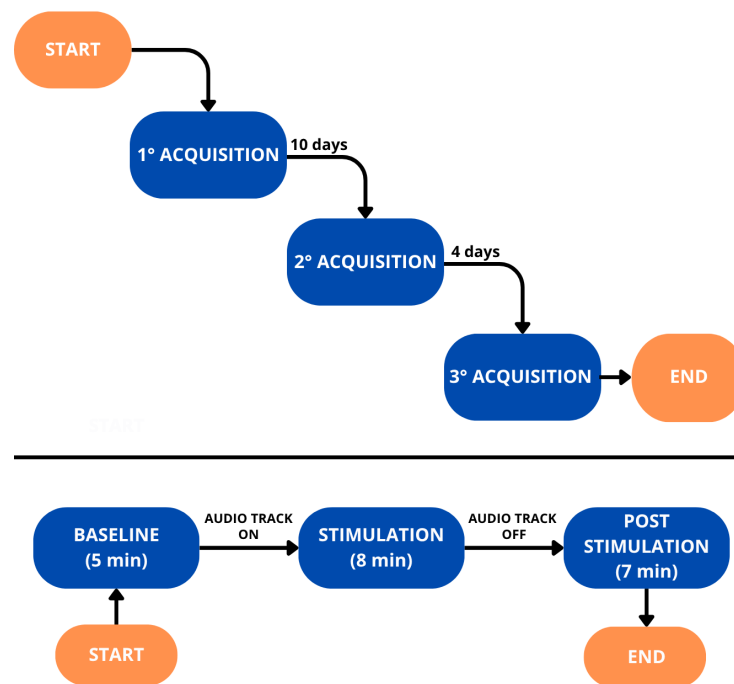 START
1° ACQUISITION
10 days
2° ACQUISITION
4 days
3° ACQUISITION
END
START
BASELINE
(5 min)
AUDIO TRACK
ON
STIMULATION
(8 min)
AUDIO TRACK
OFF
POST
STIMULATION
(7 min)
START
END